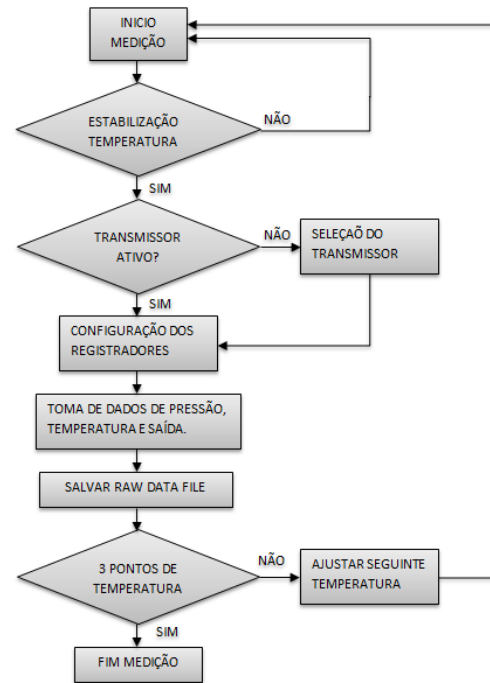 INICIO
MEDIÇÃO
ESTABILIZAÇÃO
TEMPERATURA
NÃO
SIM
TRANSMISSOR
ATIVO?
NÃO
SELEÇAÕ DO
TRANSMISSOR
SIM
CONFIGURAÇÃO DOS
REGISTRADORES
TOMA DE DADOS DE PRESSÃO,
TEMPERATURA E SAÍDA.
SALVAR RAW DATA FILE
3 PONTOS DE
TEMPERATURA
NÃO
AJUSTAR SEGUINTE
TEMPERATURA
SIM
FIM MEDIÇÃO